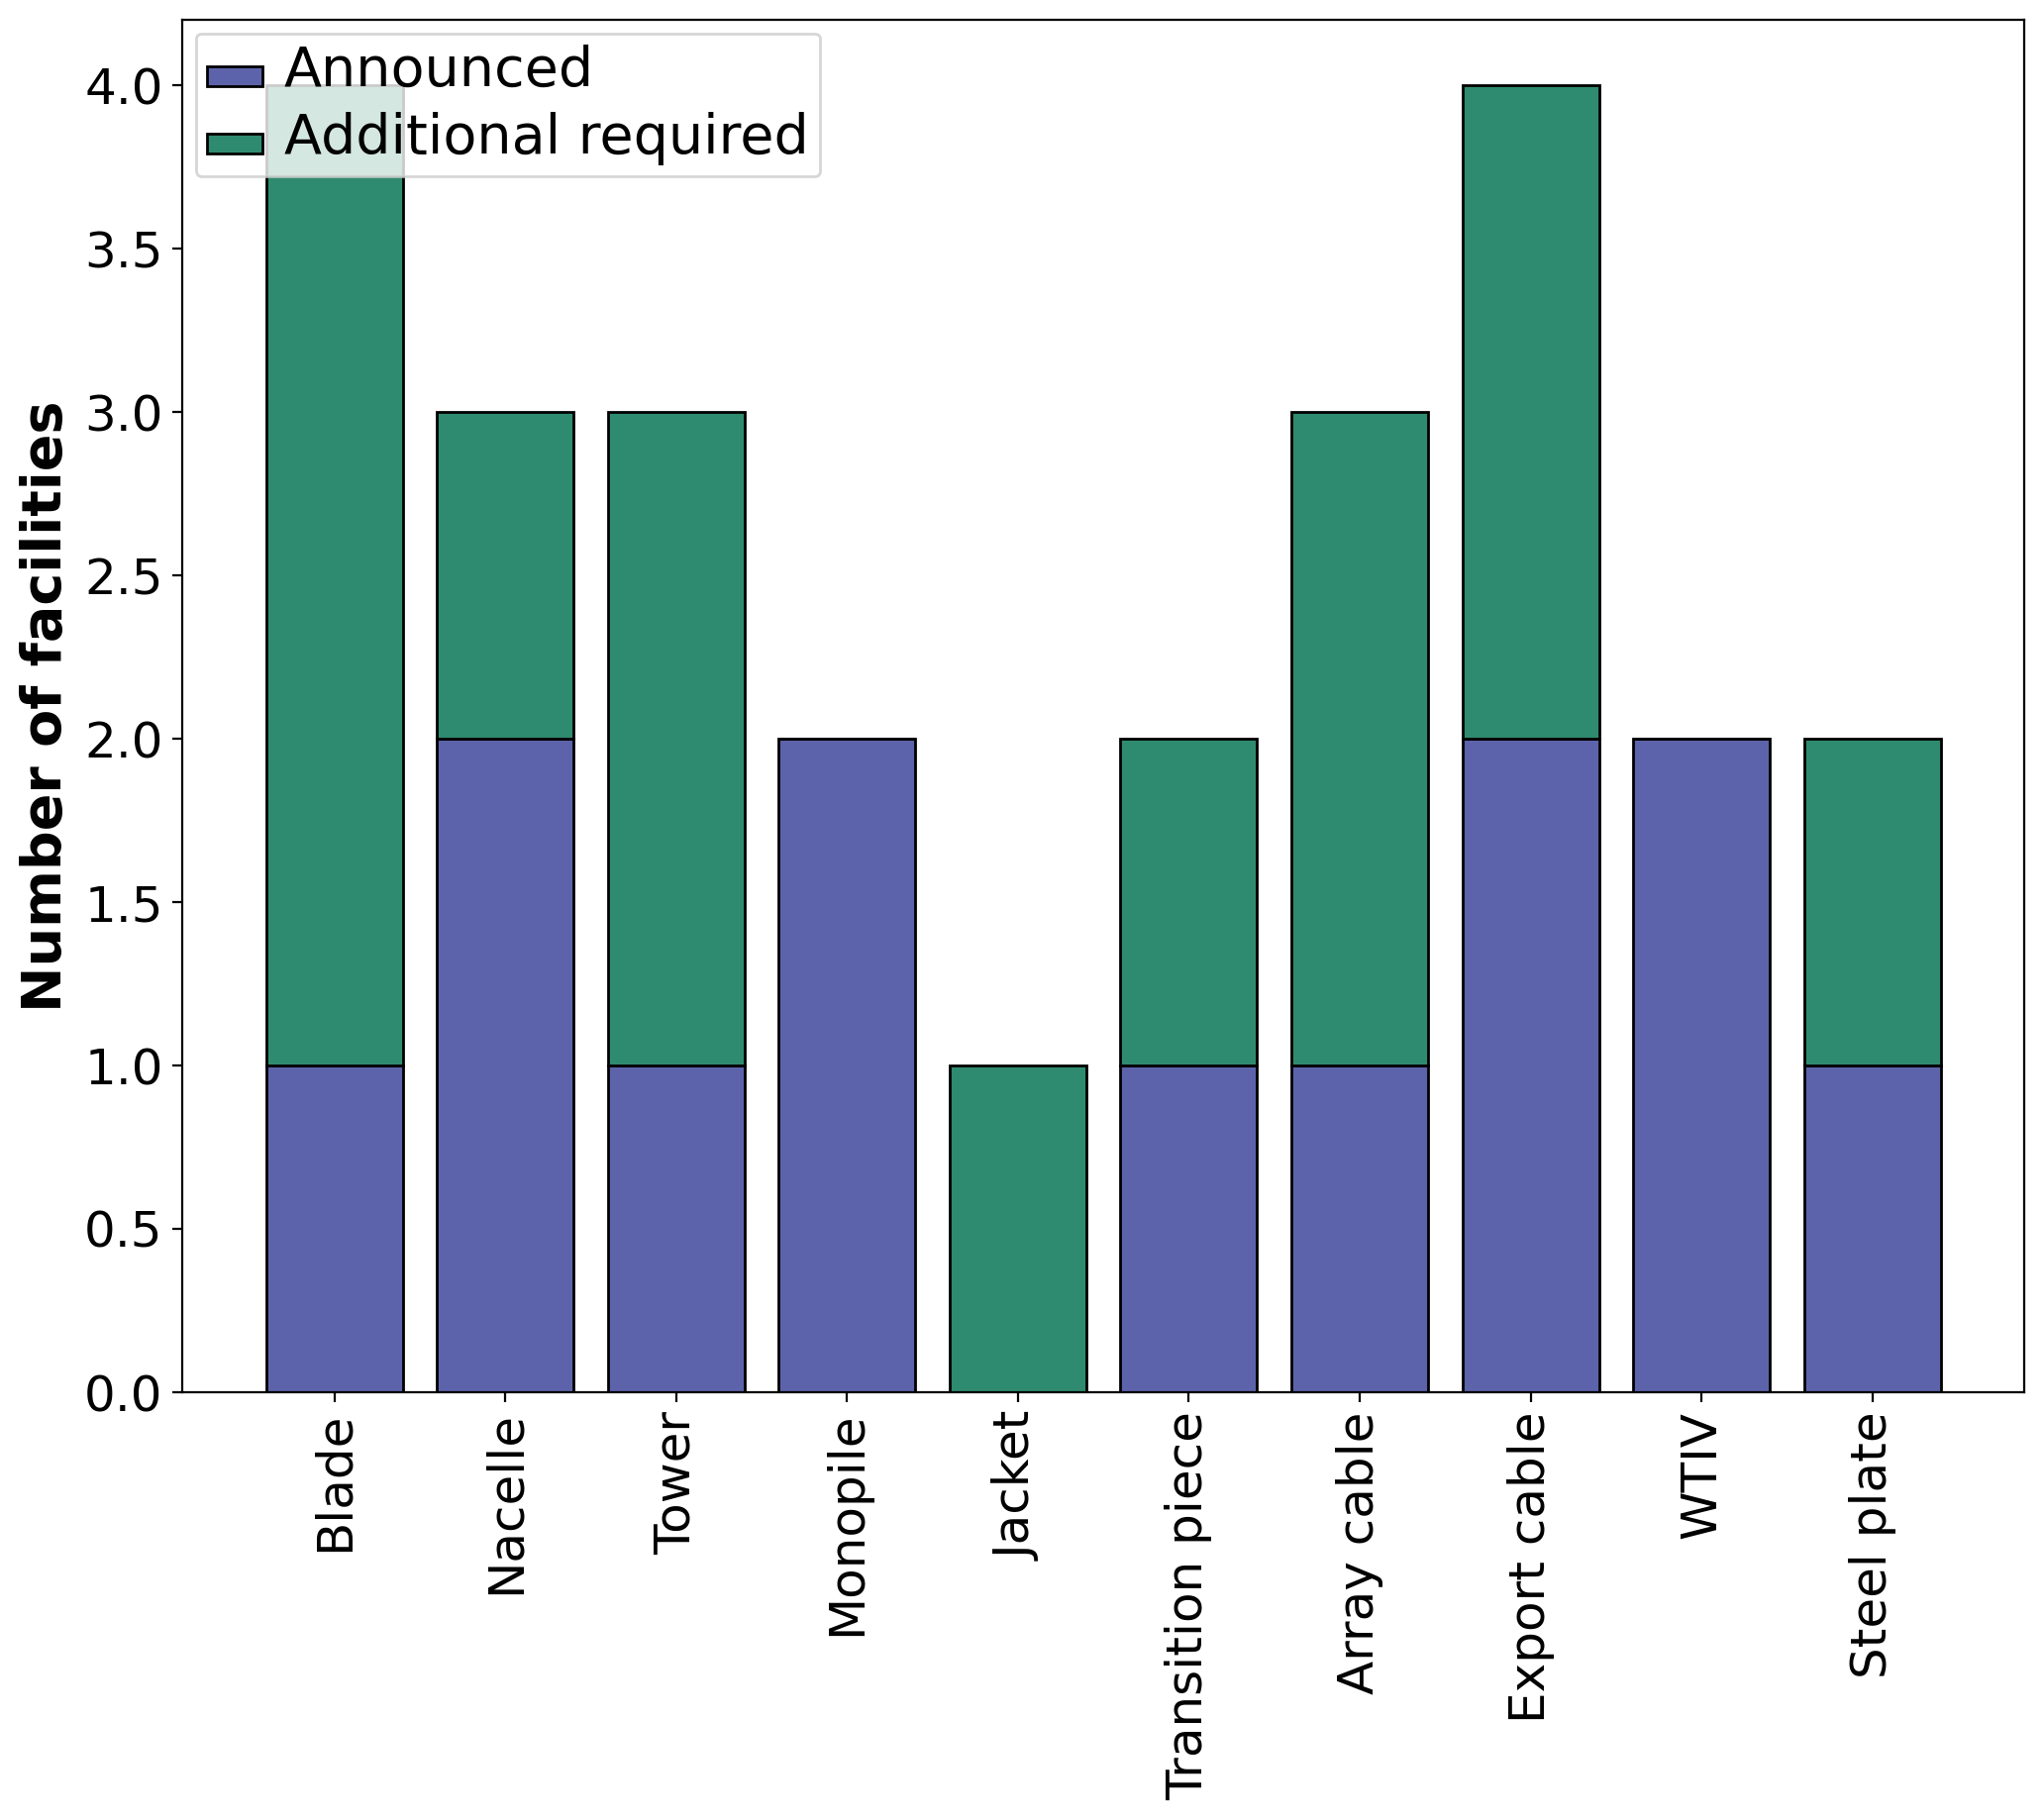 Announced
Additional required
Number of facilities
4.0
3.5
3.0
2.5
2.0
1.5
1.0
0.5
0.0
Blade
Nacelle
Tower
Monopile
Jacket
Transition piece
Array cable
Export cable
WTIV
Steel plate